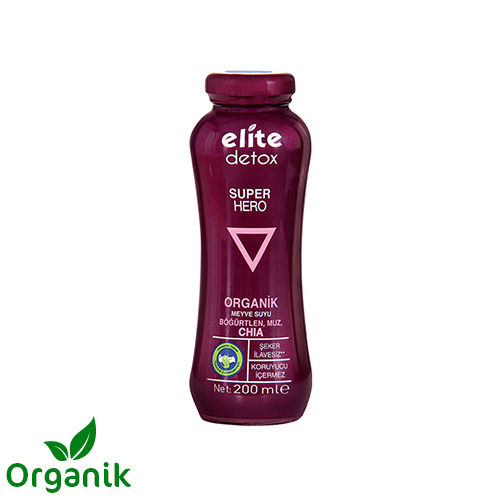 elite
detox
SUPER
HERO
ORGANİK
MEYVE SUYU
BÖĞÜRTLEN, MUZ,
CHIA
ŞEKER
İLAVESİZ**
KORUYUCU
İÇERMEZ
Net: 200 ml e
Organik